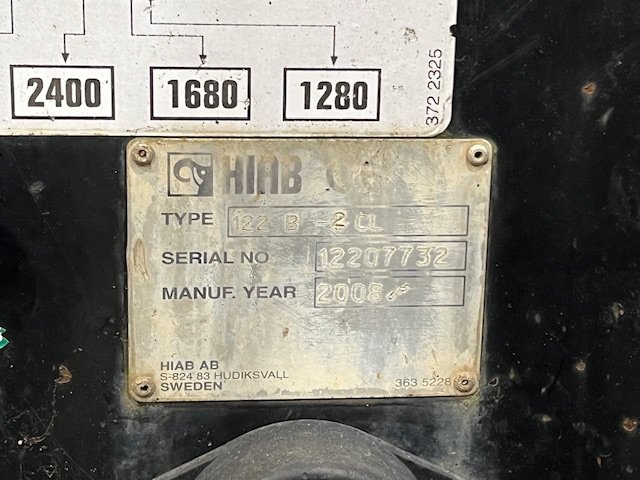 2400 1680 1280
372 2325
HIAB
TYPE 122 B -2 CL
SERIAL NO 12207732
MANUF. YEAR 2008
HIAB AB
S-824 83 HUDIKSVALL
SWEDEN
363 5228